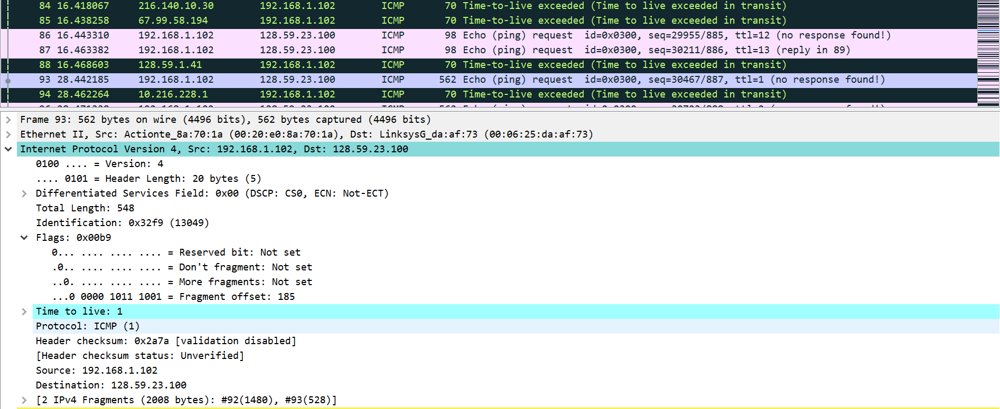 84 16.418067 216.140.10.30 192.168.1.102 ICMP 70 Time-to-live exceeded (Time to live exceeded in transit)
85 16.438258 67.99.58.194 192.168.1.102 ICMP 70 Time-to-live exceeded (Time to live exceeded in transit)
86 16.443310 192.168.1.102 128.59.23.100 ICMP 98 Echo (ping) request id=0x0300, seq=29955/885, ttl=12 (no response found!)
87 16.463382 192.168.1.102 128.59.23.100 ICMP 98 Echo (ping) request id=0x0300, seq=30211/886, ttl=13 (reply in 89)
88 16.468603 128.59.1.41 192.168.1.102 ICMP 70 Time-to-live exceeded (Time to live exceeded in transit)
93 28.442185 192.168.1.102 128.59.23.100 ICMP 562 Echo (ping) request id=0x0300, seq=30467/887, ttl=1 (no response found!)
94 28.462264 10.216.228.1 192.168.1.102 ICMP 70 Time-to-live exceeded (Time to live exceeded in transit)
Frame 93: 562 bytes on wire (4496 bits), 562 bytes captured (4496 bits)
Ethernet II, Src: Actionte_8a:70:1a (00:20:e0:8a:70:1a), Dst: LinksysG_da:af:73 (00:06:25:da:af:73)
Internet Protocol Version 4, Src: 192.168.1.102, Dst: 128.59.23.100
0100 .... = Version: 4
.... 0101 = Header Length: 20 bytes (5)
Differentiated Services Field: 0x00 (DSCP: CS0, ECN: Not-ECT)
Total Length: 548
Identification: 0x32f9 (13049)
Flags: 0x00b9
0... .... .... .... = Reserved bit: Not set
.0.. .... .... .... = Don't fragment: Not set
..0. .... .... .... = More fragments: Not set
...0 0000 1011 1001 = Fragment offset: 185
Time to live: 1
Protocol: ICMP (1)
Header checksum: 0x2a7a [validation disabled]
[Header checksum status: Unverified]
Source: 192.168.1.102
Destination: 128.59.23.100
[2 IPv4 Fragments (2008 bytes): #92(1480), #93(528)]